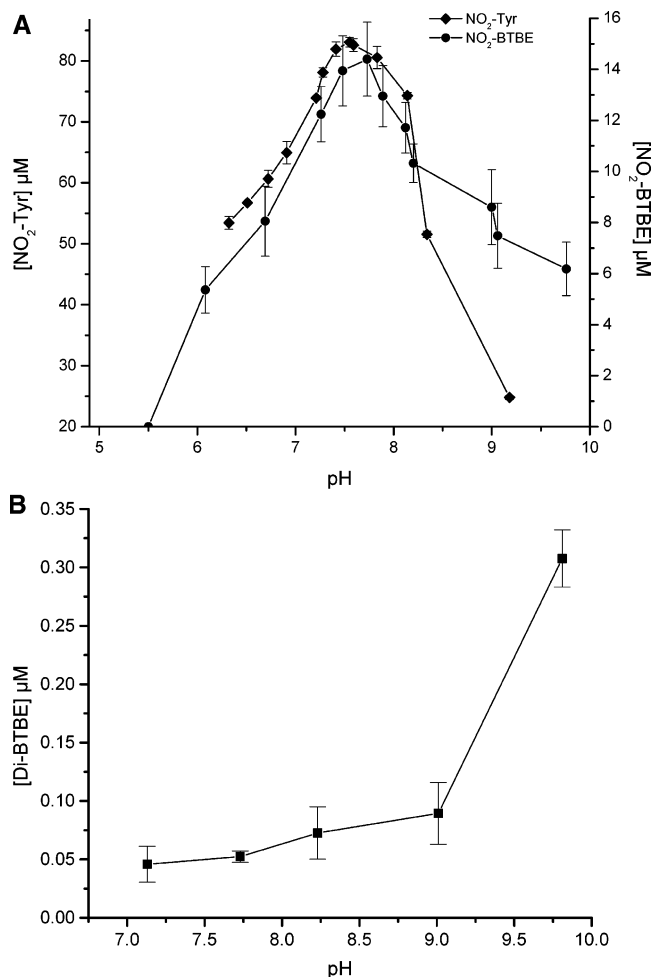 A
NO₂-Tyr
NO₂-BTBE
[NO₂-Tyr] µM
80
70
60
50
40
30
20
16
14
12
10
8
6
4
2
0
[NO₂-BTBE] µM
5 6 7 8 9 10
pH
B
[Di-BTBE] µM
0.35
0.30
0.25
0.20
0.15
0.10
0.05
0.00
7.0 7.5 8.0 8.5 9.0 9.5 10.0
pH